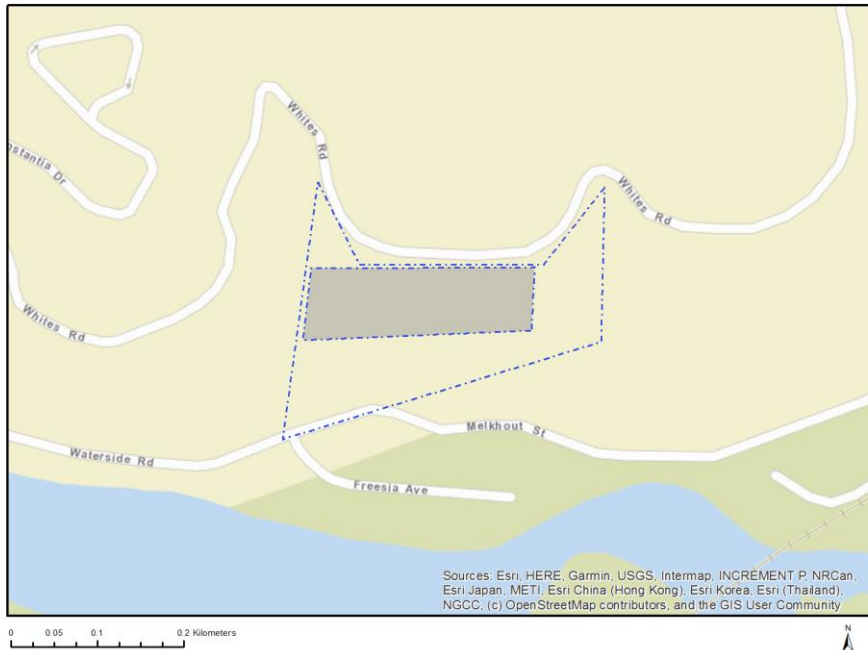 Whites Rd
Whites Rd
nstantia Dr
Whites Rd
Melkhout St
Waterside Rd
Freesia Ave
Sources: Esri, HERE, Garmin, USGS, Intermap, INCREMENT P, NRCan,
Esri Japan, METI, Esri China (Hong Kong), Esri Korea, Esri (Thailand),
NGCC, (c) OpenStreetMap contributors, and the GIS User Community
0 0.05 0.1 0.2 Kilometers
N